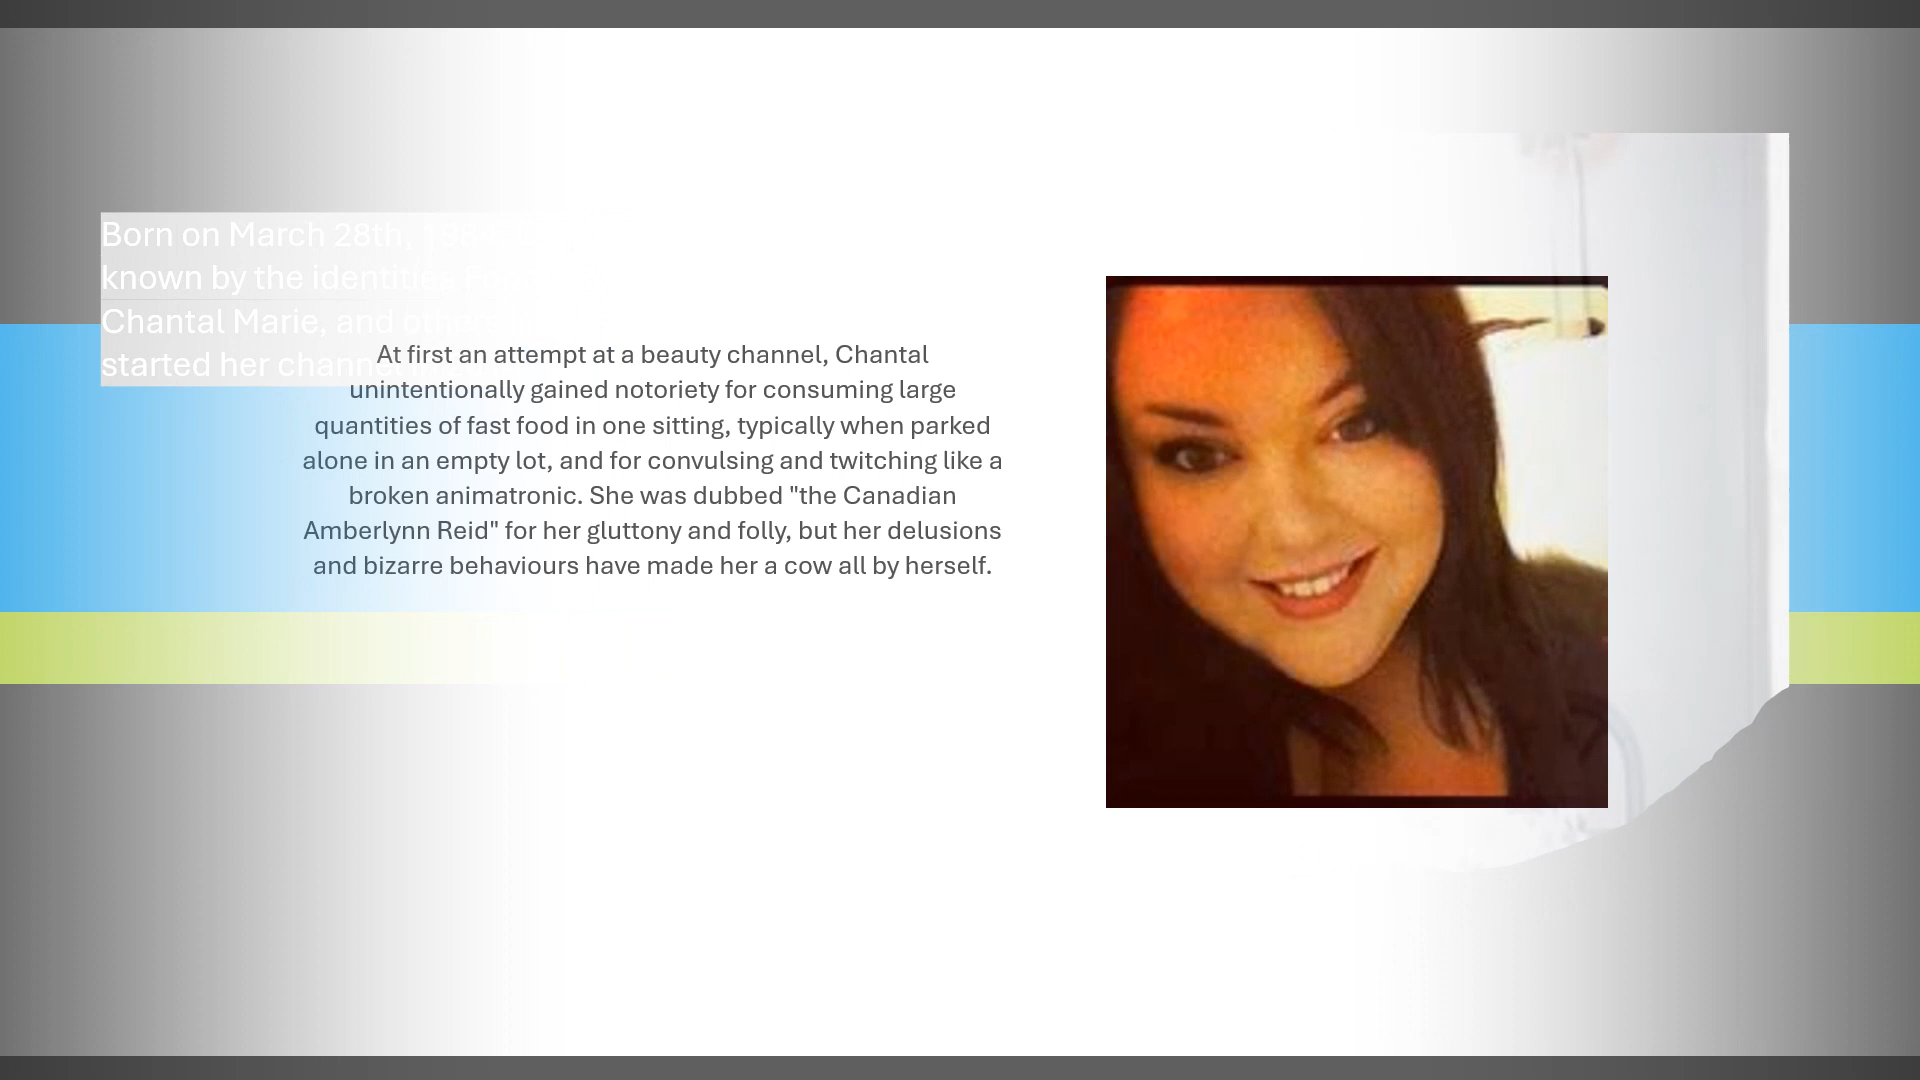 Born on March 28th,
known by the identities
Chantal Marie, and others
started her channel in
At first an attempt at a beauty channel, Chantal
unintentionally gained notoriety for consuming large
quantities of fast food in one sitting, typically when parked
alone in an empty lot, and for convulsing and twitching like a
broken animatronic. She was dubbed "the Canadian
Amberlynn Reid" for her gluttony and folly, but her delusions
and bizarre behaviours have made her a cow all by herself.